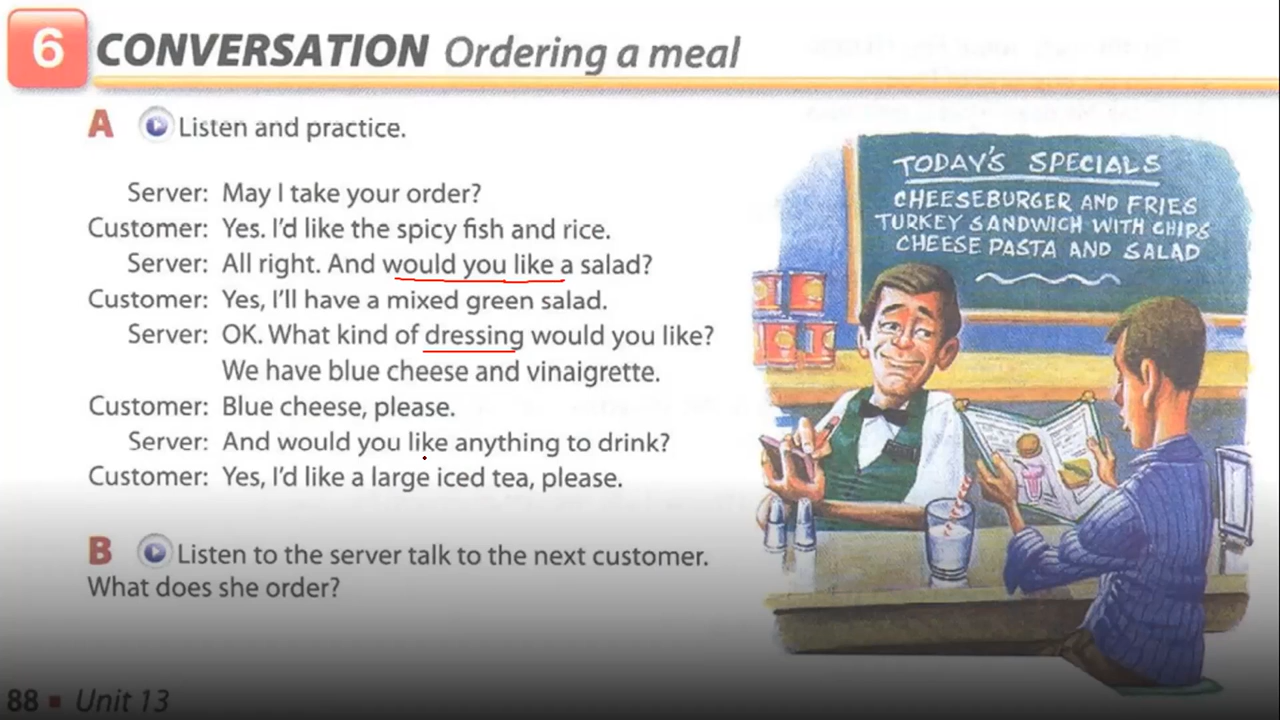 6 CONVERSATION Ordering a meal
A Listen and practice.
Server: May I take your order?
Customer: Yes. I'd like the spicy fish and rice.
Server: All right. And would you like a salad?
Customer: Yes, I'll have a mixed green salad.
Server: OK. What kind of dressing would you like?
We have blue cheese and vinaigrette.
Customer: Blue cheese, please.
Server: And would you like anything to drink?
Customer: Yes, I'd like a large iced tea, please.
B Listen to the server talk to the next customer.
What does she order?
TODAY'S SPECIALS
CHEESEBURGER AND FRIES
TURKEY SANDWICH WITH CHIPS
CHEESE PASTA AND SALAD
88 ▪ Unit 13